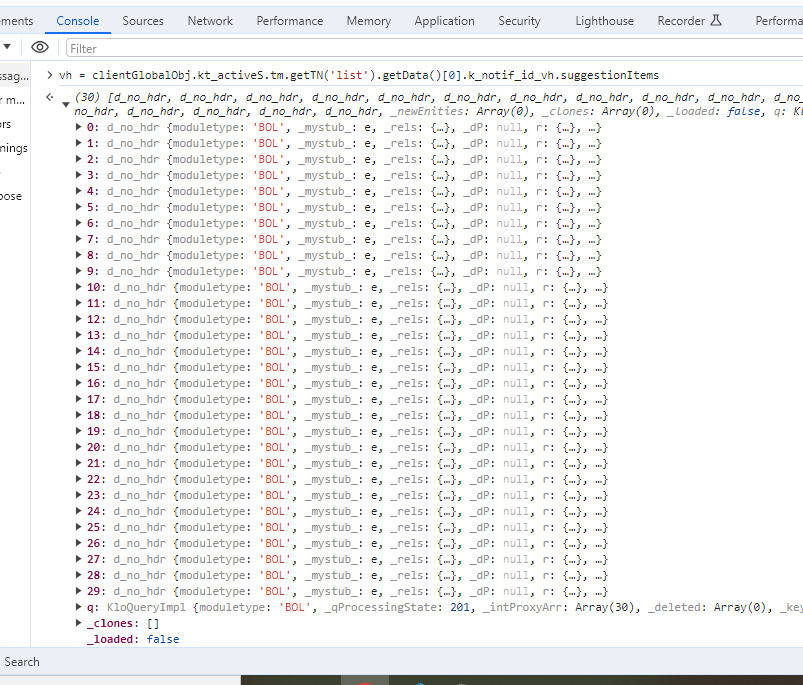 ements Console Sources Network Performance Memory Application Security Lighthouse Recorder Performa
Filter
vh = clientGlobalObj.kt_activeS.tm.getTN('list').getData()[0].k_notif_id_vh.suggestionItems
ssag...
(30) [d_no_hdr, d_no_hdr, d_no_hdr, d_no_hdr, d_no_hdr, d_no_hdr, d_no_hdr, d_no_hdr, d_no_hdr, d_no_hdr, d_no
r m...
no_hdr, d_no_hdr, d_no_hdr, d_no_hdr, d_no_hdr, _newEntities: Array(0), _clones: Array(0), _loaded: false, q: Kl
ors
0: d_no_hdr {moduletype: 'BOL', _mystub_: e, _rels: {…}, _dP: null, r: {…}, …}
1: d_no_hdr {moduletype: 'BOL', _mystub_: e, _rels: {…}, _dP: null, r: {…}, …}
nings
2: d_no_hdr {moduletype: 'BOL', _mystub_: e, _rels: {…}, _dP: null, r: {…}, …}
3: d_no_hdr {moduletype: 'BOL', _mystub_: e, _rels: {…}, _dP: null, r: {…}, …}
4: d_no_hdr {moduletype: 'BOL', _mystub_: e, _rels: {…}, _dP: null, r: {…}, …}
pose
5: d_no_hdr {moduletype: 'BOL', _mystub_: e, _rels: {…}, _dP: null, r: {…}, …}
6: d_no_hdr {moduletype: 'BOL', _mystub_: e, _rels: {…}, _dP: null, r: {…}, …}
7: d_no_hdr {moduletype: 'BOL', _mystub_: e, _rels: {…}, _dP: null, r: {…}, …}
8: d_no_hdr {moduletype: 'BOL', _mystub_: e, _rels: {…}, _dP: null, r: {…}, …}
9: d_no_hdr {moduletype: 'BOL', _mystub_: e, _rels: {…}, _dP: null, r: {…}, …}
10: d_no_hdr {moduletype: 'BOL', _mystub_: e, _rels: {…}, _dP: null, r: {…}, …}
11: d_no_hdr {moduletype: 'BOL', _mystub_: e, _rels: {…}, _dP: null, r: {…}, …}
12: d_no_hdr {moduletype: 'BOL', _mystub_: e, _rels: {…}, _dP: null, r: {…}, …}
13: d_no_hdr {moduletype: 'BOL', _mystub_: e, _rels: {…}, _dP: null, r: {…}, …}
14: d_no_hdr {moduletype: 'BOL', _mystub_: e, _rels: {…}, _dP: null, r: {…}, …}
15: d_no_hdr {moduletype: 'BOL', _mystub_: e, _rels: {…}, _dP: null, r: {…}, …}
16: d_no_hdr {moduletype: 'BOL', _mystub_: e, _rels: {…}, _dP: null, r: {…}, …}
17: d_no_hdr {moduletype: 'BOL', _mystub_: e, _rels: {…}, _dP: null, r: {…}, …}
18: d_no_hdr {moduletype: 'BOL', _mystub_: e, _rels: {…}, _dP: null, r: {…}, …}
19: d_no_hdr {moduletype: 'BOL', _mystub_: e, _rels: {…}, _dP: null, r: {…}, …}
20: d_no_hdr {moduletype: 'BOL', _mystub_: e, _rels: {…}, _dP: null, r: {…}, …}
21: d_no_hdr {moduletype: 'BOL', _mystub_: e, _rels: {…}, _dP: null, r: {…}, …}
22: d_no_hdr {moduletype: 'BOL', _mystub_: e, _rels: {…}, _dP: null, r: {…}, …}
23: d_no_hdr {moduletype: 'BOL', _mystub_: e, _rels: {…}, _dP: null, r: {…}, …}
24: d_no_hdr {moduletype: 'BOL', _mystub_: e, _rels: {…}, _dP: null, r: {…}, …}
25: d_no_hdr {moduletype: 'BOL', _mystub_: e, _rels: {…}, _dP: null, r: {…}, …}
26: d_no_hdr {moduletype: 'BOL', _mystub_: e, _rels: {…}, _dP: null, r: {…}, …}
27: d_no_hdr {moduletype: 'BOL', _mystub_: e, _rels: {…}, _dP: null, r: {…}, …}
28: d_no_hdr {moduletype: 'BOL', _mystub_: e, _rels: {…}, _dP: null, r: {…}, …}
29: d_no_hdr {moduletype: 'BOL', _mystub_: e, _rels: {…}, _dP: null, r: {…}, …}
q: KloQueryImpl {moduletype: 'BOL', _qProcessingState: 201, _intProxyArr: Array(30), _deleted: Array(0), _key
_clones: []
_loaded: false
Search